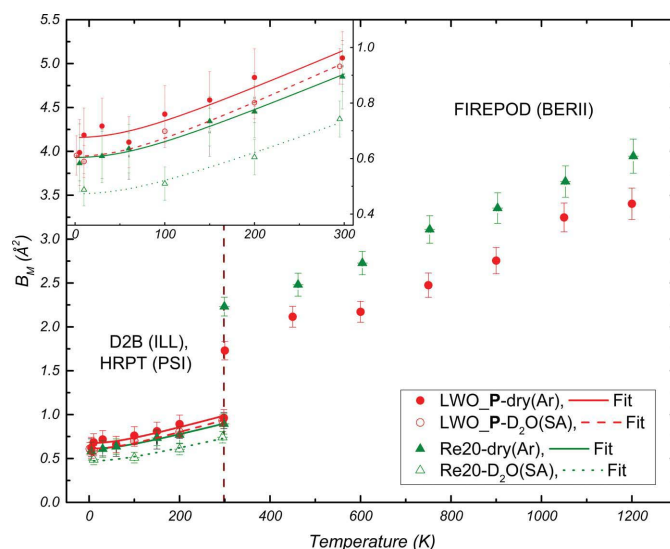 5.5
5.0
4.5
4.0
3.5
3.0
2.5
2.0
1.5
1.0
0.5
0.0
B_M (Å²)
1.0
0.8
0.6
0.4
0 100 200 300
FIREPOD (BERII)
D2B (ILL),
HRPT (PSI)
LWO_P-dry(Ar), Fit
LWO_P-D₂O(SA), Fit
Re20-dry(Ar), Fit
Re20-D₂O(SA), Fit
0 200 400 600 800 1000 1200
Temperature (K)